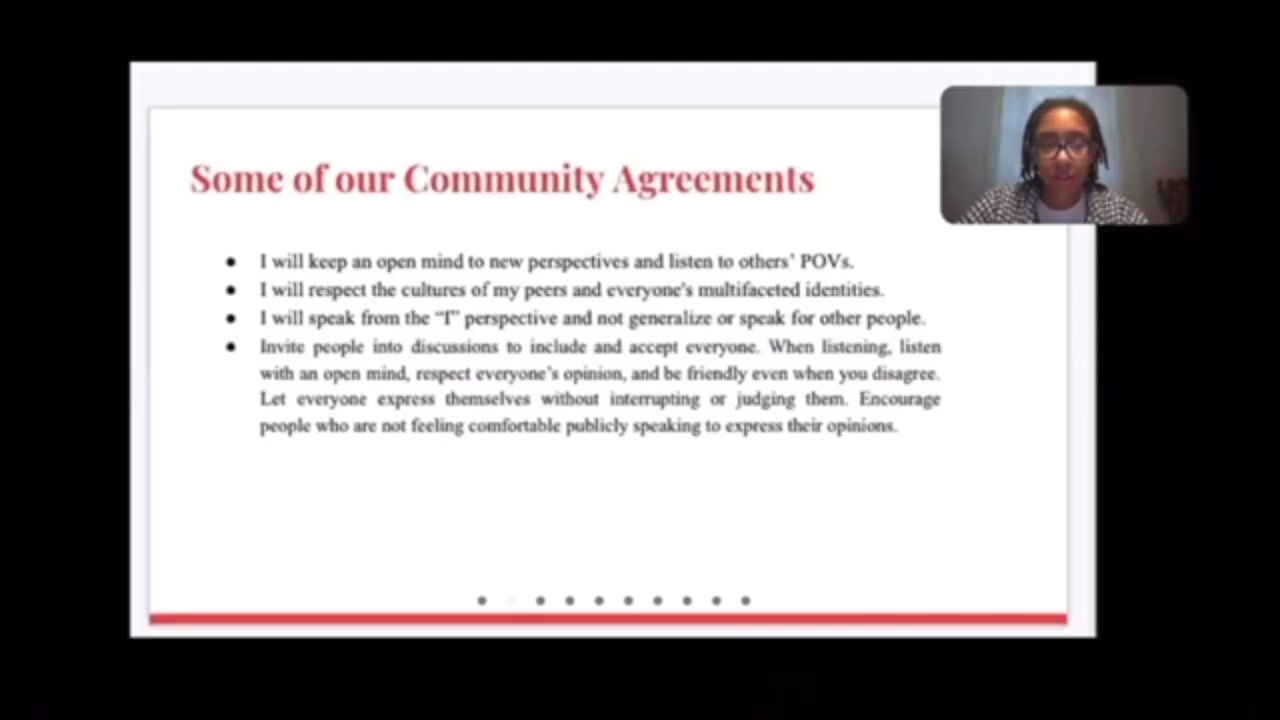 Some of our Community Agreements
● I will keep an open mind to new perspectives and listen to others' POVs.
● I will respect the cultures of my peers and everyone's multifaceted identities.
● I will speak from the “I” perspective and not generalize or speak for other people.
● Invite people into discussions to include and accept everyone. When listening, listen
with an open mind, respect everyone's opinion, and be friendly even when you disagree.
Let everyone express themselves without interrupting or judging them. Encourage
people who are not feeling comfortable publicly speaking to express their opinions.